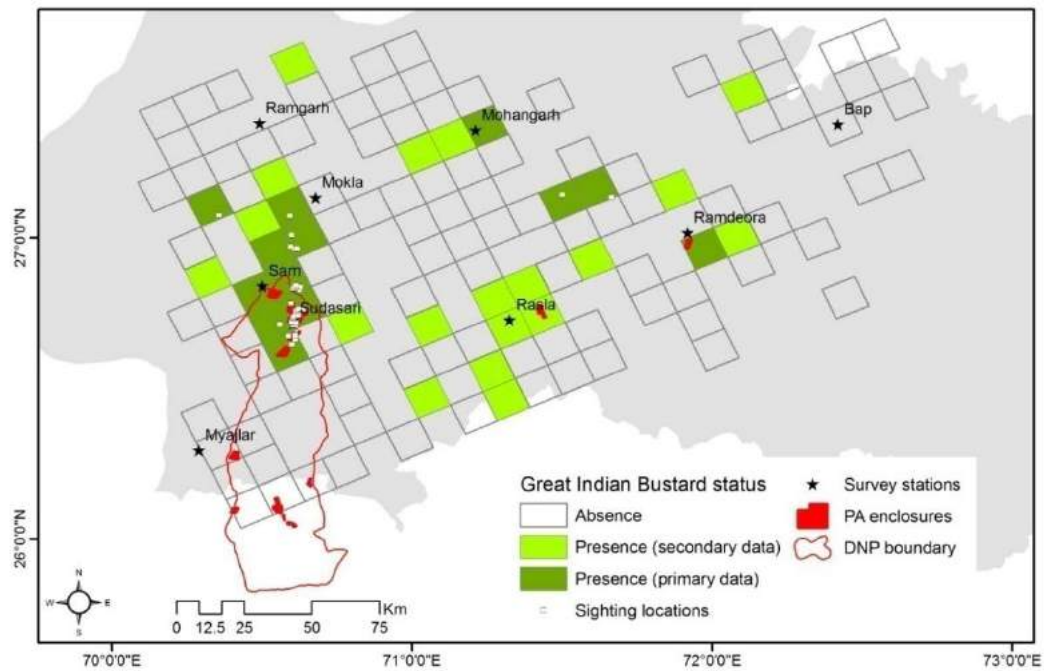 Ramgarh
Mohangarh
Bap
Mokla
Ramdeora
27°0'0"N
Sam
Sudasari
Rasla
Myajlar
Great Indian Bustard status
Absence
Presence (secondary data)
Presence (primary data)
Sighting locations
Survey stations
PA enclosures
DNP boundary
26°0'0"N
N
W
E
S
Km
0 12.5 25 50 75
70°0'0"E 71°0'0"E 72°0'0"E 73°0'0"E